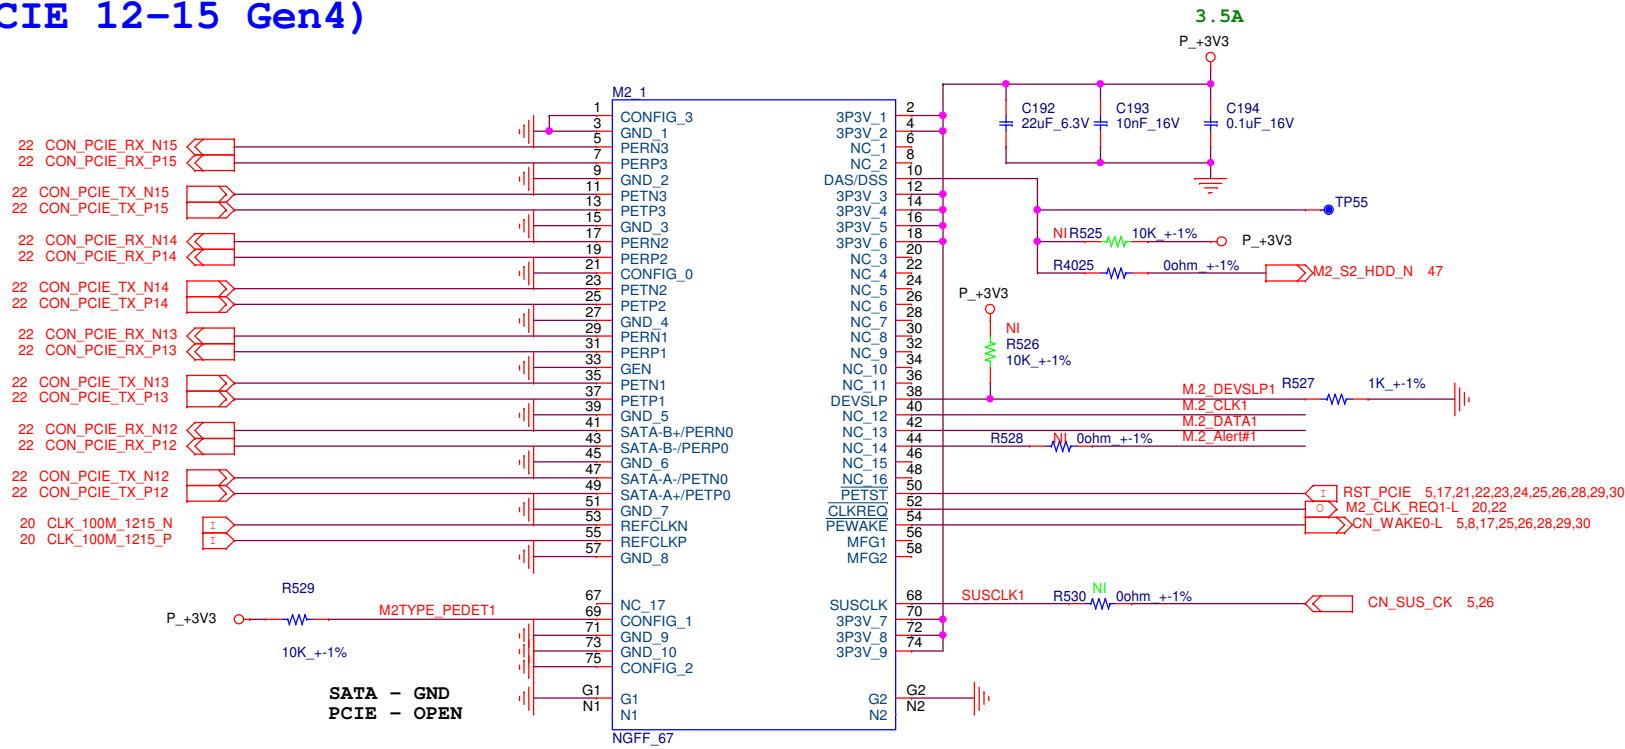 CIE 12-15 Gen4)
3.5A
P_+3V3
M2_1
C192
22uF_6.3V
C193
10nF_16V
C194
0.1uF_16V
1 CONFIG_3 3P3V_1 2
3 GND_1 3P3V_2 4
22 CON_PCIE_RX_N15 5 PERN3 NC_1 6
22 CON_PCIE_RX_P15 7 PERP3 NC_2 8
9 GND_2 DAS/DSS 10
22 CON_PCIE_TX_N15 11 PETN3 3P3V_3 12
22 CON_PCIE_TX_P15 13 PETP3 3P3V_4 14 TP55
15 GND_3 3P3V_5 16
22 CON_PCIE_RX_N14 17 PERN2 3P3V_6 18 NI R525 10K_+-1% P_+3V3
22 CON_PCIE_RX_P14 19 PERP2 NC_3 20
21 CONFIG_0 NC_4 22 R4025 0ohm_+-1% M2_S2_HDD_N 47
22 CON_PCIE_TX_N14 23 PETN2 NC_5 24
22 CON_PCIE_TX_P14 25 PETP2 NC_6 26 P_+3V3
27 GND_4 NC_7 28
22 CON_PCIE_RX_N13 29 PERN1 NC_8 30 NI
22 CON_PCIE_RX_P13 31 PERP1 NC_9 32 R526
33 GEN NC_10 34 10K_+-1%
22 CON_PCIE_TX_N13 35 PETN1 NC_11 36
22 CON_PCIE_TX_P13 37 PETP1 DEVSLP 38 M.2_DEVSLP1 R527 1K_+-1%
39 GND_5 NC_12 40 M.2_CLK1
22 CON_PCIE_RX_N12 41 SATA-B+/PERN0 NC_13 42 M.2_DATA1
22 CON_PCIE_RX_P12 43 SATA-B-/PERP0 NC_14 44 R528 NI 0ohm_+-1% M.2_Alert#1
45 GND_6 NC_15 46
22 CON_PCIE_TX_N12 47 SATA-A-/PETN0 NC_16 48
22 CON_PCIE_TX_P12 49 SATA-A+/PETP0 PETST 50 I RST_PCIE 5,17,21,22,23,24,25,26,28,29,30
51 GND_7 CLKREQ 52 O M2_CLK_REQ1-L 20,22
20 CLK_100M_1215_N I 53 REFCLKN PEWAKE 54 CN_WAKE0-L 5,8,17,25,26,28,29,30
20 CLK_100M_1215_P I 55 REFCLKP MFG1 56
57 GND_8 MFG2 58
R529
67 NC_17 SUSCLK 68 SUSCLK1 R530 NI 0ohm_+-1% CN_SUS_CK 5,26
P_+3V3 M2TYPE_PEDET1 69 CONFIG_1 3P3V_7 70
71 GND_9 3P3V_8 72
10K_+-1% 73 GND_10 3P3V_9 74
75 CONFIG_2
SATA - GND
PCIE - OPEN
G1 G1 G2 G2
N1 N1 N2 N2
NGFF_67